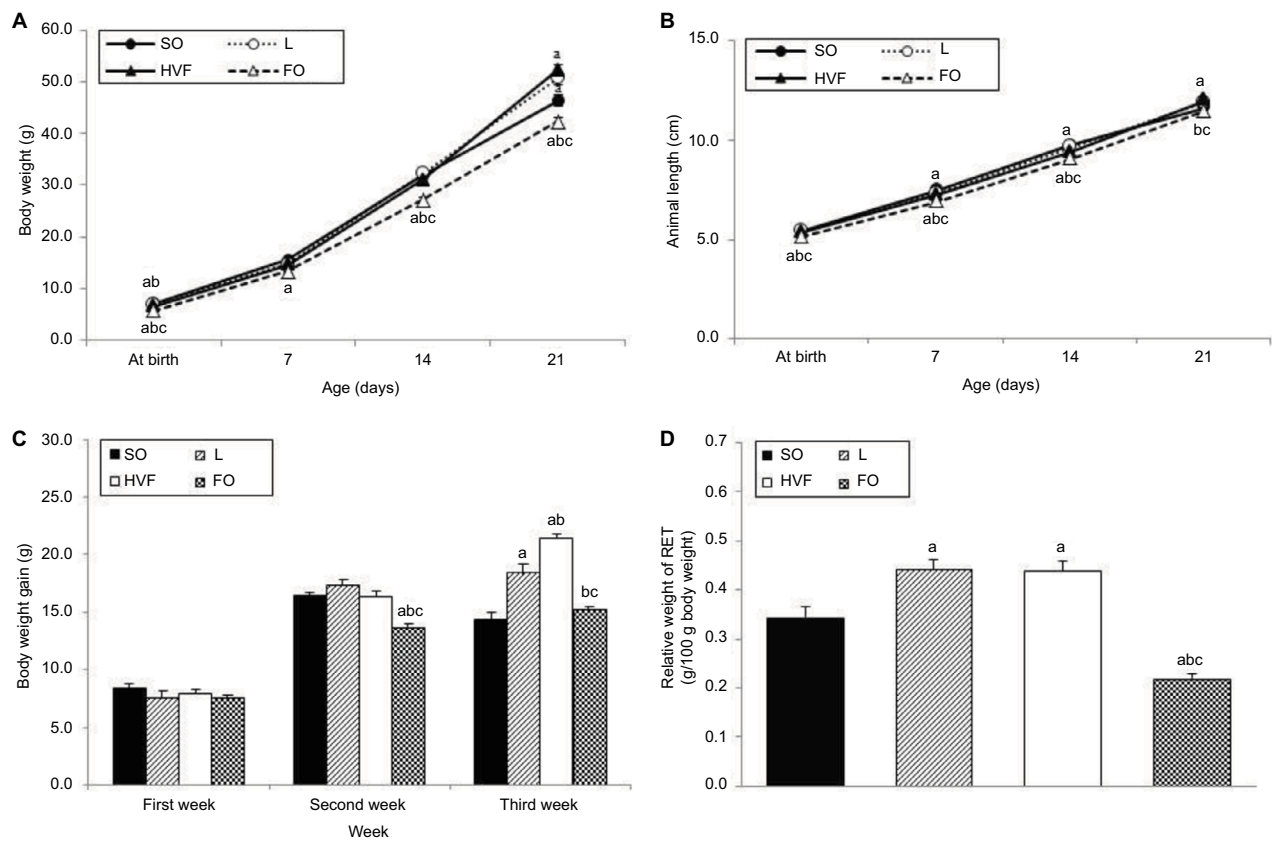 A
60.0
50.0
40.0
30.0
20.0
10.0
0.0
Body weight (g)
SO L
HVF FO
ab
abc
a
abc
a
a
abc
At birth 7 14 21
Age (days)
B
15.0
10.0
5.0
0.0
Animal length (cm)
SO L
HVF FO
abc
a
abc
a
abc
a
bc
At birth 7 14 21
Age (days)
C
30.0
25.0
20.0
15.0
10.0
5.0
0.0
Body weight gain (g)
SO L
HVF FO
abc
a
ab
bc
First week Second week Third week
Week
D
0.7
0.6
0.5
0.4
0.3
0.2
0.1
0.0
Relative weight of RET
(g/100 g body weight)
SO L
HVF FO
a
a
abc